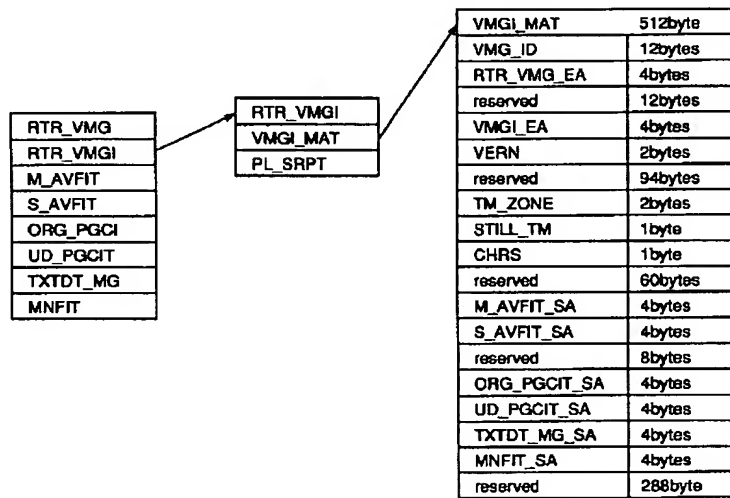 RTR_VMG
RTR_VMGI
M_AVFIT
S_AVFIT
ORG_PGCI
UD_PGCIT
TXTDT_MG
MNFIT
RTR_VMGI
VMGI_MAT
PL_SRPT
VMGI_MAT 512byte
VMG_ID 12bytes
RTR_VMG_EA 4bytes
reserved 12bytes
VMGI_EA 4bytes
VERN 2bytes
reserved 94bytes
TM_ZONE 2bytes
STILL_TM 1byte
CHRS 1byte
reserved 60bytes
M_AVFIT_SA 4bytes
S_AVFIT_SA 4bytes
reserved 8bytes
ORG_PGCIT_SA 4bytes
UD_PGCIT_SA 4bytes
TXTDT_MG_SA 4bytes
MNFIT_SA 4bytes
reserved 288byte